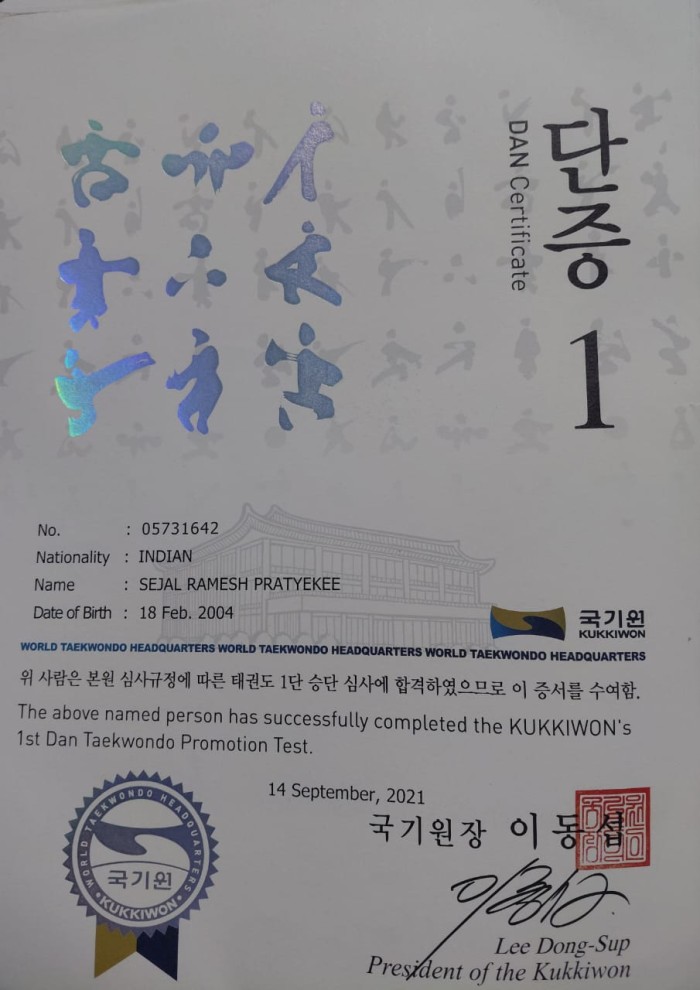 단증
DAN Certificate
1
No. : 05731642
Nationality : INDIAN
Name : SEJAL RAMESH PRATYEKEE
Date of Birth : 18 Feb. 2004
국기원
KUKKIWON
WORLD TAEKWONDO HEADQUARTERS WORLD TAEKWONDO HEADQUARTERS WORLD TAEKWONDO HEADQUARTERS
위 사람은 본원 심사규정에 따른 태권도 1단 승단 심사에 합격하였으므로 이 증서를 수여함.
The above named person has successfully completed the KUKKIWON's
1st Dan Taekwondo Promotion Test.
14 September, 2021
국기원장 이동섭
Lee Dong-Sup
President of the Kukkiwon
WORLD TAEKWONDO HEADQUARTERS
국기원
KUKKIWON